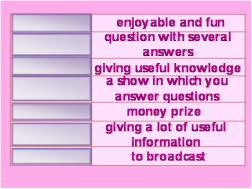 enjoyable and fun
question with several
answers
giving useful knowledge
a show in which you
answer questions
money prize
giving a lot of useful
information
to broadcast